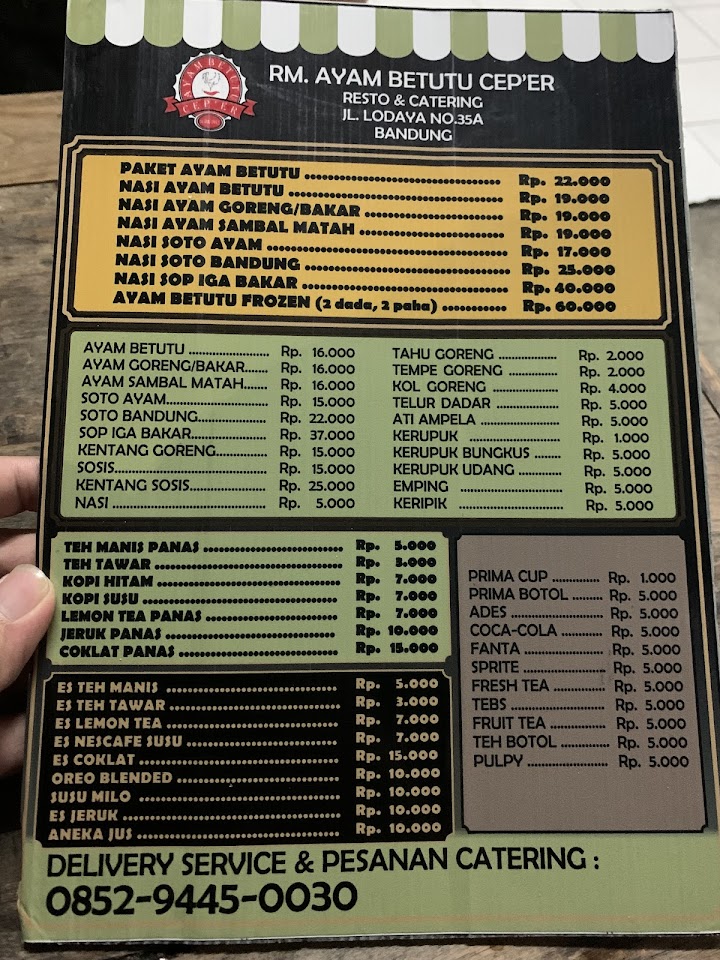 AYAM BETUTU
CEP'ER
RM. AYAM BETUTU CEP'ER
RESTO & CATERING
JL. LODAYA NO.35A
BANDUNG
PAKET AYAM BETUTU ........ Rp. 22.000
NASI AYAM BETUTU ........ Rp. 19.000
NASI AYAM GORENG/BAKAR ........ Rp. 19.000
NASI AYAM SAMBAL MATAH ........ Rp. 19.000
NASI SOTO AYAM ........ Rp. 17.000
NASI SOTO BANDUNG ........ Rp. 25.000
NASI SOP IGA BAKAR ........ Rp. 40.000
AYAM BETUTU FROZEN (2 dada, 2 paha) ........ Rp. 60.000
AYAM BETUTU ........ Rp. 16.000
AYAM GORENG/BAKAR ........ Rp. 16.000
AYAM SAMBAL MATAH ........ Rp. 16.000
SOTO AYAM ........ Rp. 15.000
SOTO BANDUNG ........ Rp. 22.000
SOP IGA BAKAR ........ Rp. 37.000
KENTANG GORENG ........ Rp. 15.000
SOSIS ........ Rp. 15.000
KENTANG SOSIS ........ Rp. 25.000
NASI ........ Rp. 5.000
TAHU GORENG ........ Rp. 2.000
TEMPE GORENG ........ Rp. 2.000
KOL GORENG ........ Rp. 4.000
TELUR DADAR ........ Rp. 5.000
ATI AMPELA ........ Rp. 5.000
KERUPUK ........ Rp. 1.000
KERUPUK BUNGKUS ........ Rp. 5.000
KERUPUK UDANG ........ Rp. 5.000
EMPING ........ Rp. 5.000
KERIPIK ........ Rp. 5.000
TEH MANIS PANAS ........ Rp. 5.000
TEH TAWAR ........ Rp. 3.000
KOPI HITAM ........ Rp. 7.000
KOPI SUSU ........ Rp. 7.000
LEMON TEA PANAS ........ Rp. 7.000
JERUK PANAS ........ Rp. 10.000
COKLAT PANAS ........ Rp. 15.000
ES TEH MANIS ........ Rp. 5.000
ES TEH TAWAR ........ Rp. 3.000
ES LEMON TEA ........ Rp. 7.000
ES NESCAFE SUSU ........ Rp. 7.000
ES COKLAT ........ Rp. 15.000
OREO BLENDED ........ Rp. 10.000
SUSU MILO ........ Rp. 10.000
ES JERUK ........ Rp. 10.000
ANEKA JUS ........ Rp. 10.000
PRIMA CUP ........ Rp. 1.000
PRIMA BOTOL ........ Rp. 5.000
ADES ........ Rp. 5.000
COCA-COLA ........ Rp. 5.000
FANTA ........ Rp. 5.000
SPRITE ........ Rp. 5.000
FRESH TEA ........ Rp. 5.000
TEBS ........ Rp. 5.000
FRUIT TEA ........ Rp. 5.000
TEH BOTOL ........ Rp. 5.000
PULPY ........ Rp. 5.000
DELIVERY SERVICE & PESANAN CATERING :
0852-9445-0030